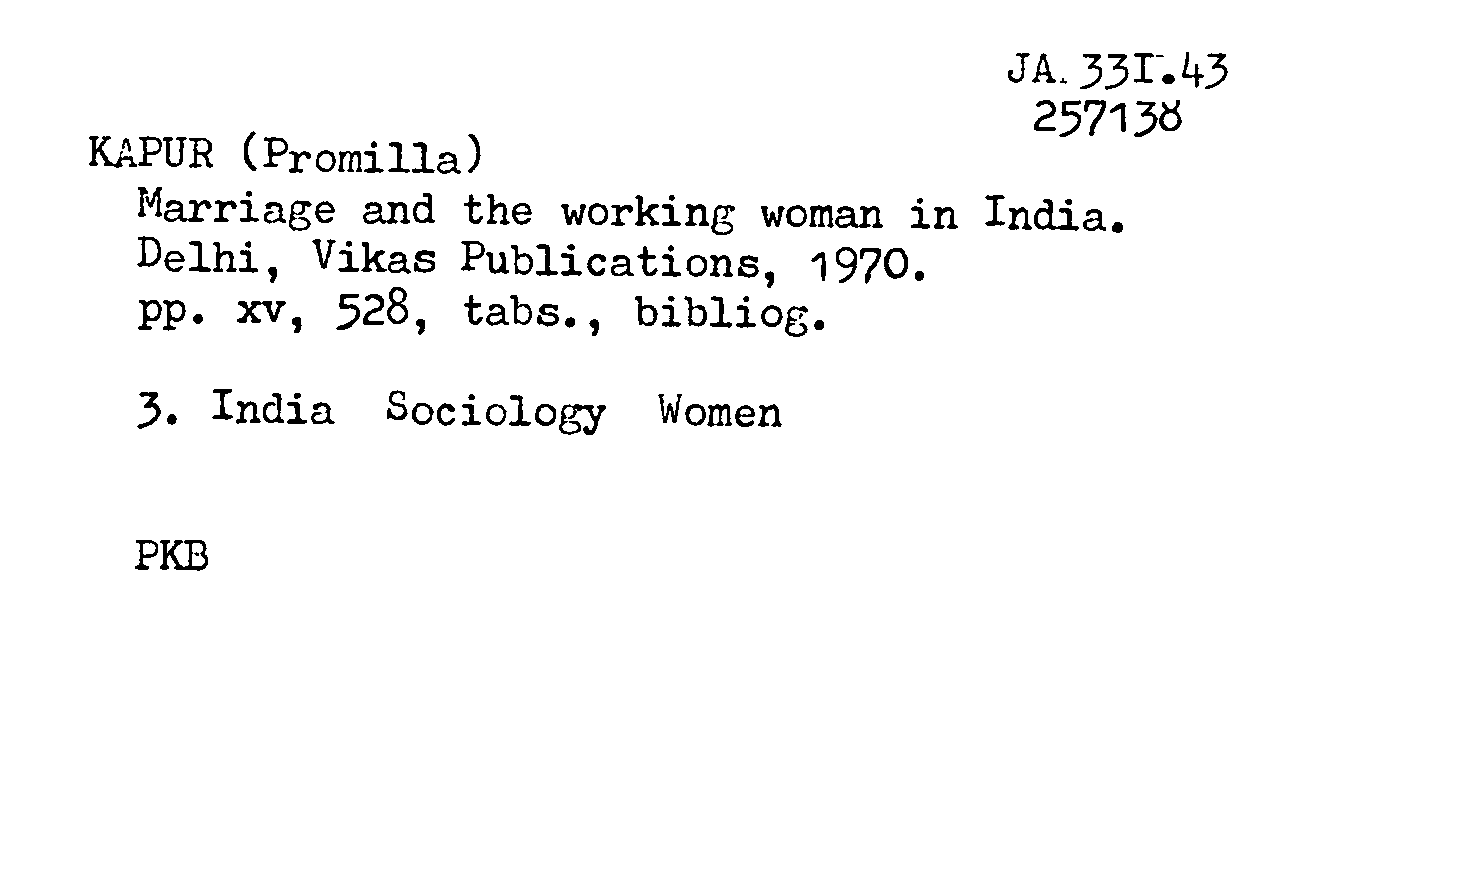 JA. 33I.43
257138
KAPUR (Promilla)
Marriage and the working woman in India.
Delhi, Vikas Publications, 1970.
pp. xv, 528, tabs., bibliog.
3. India Sociology Women
PKB